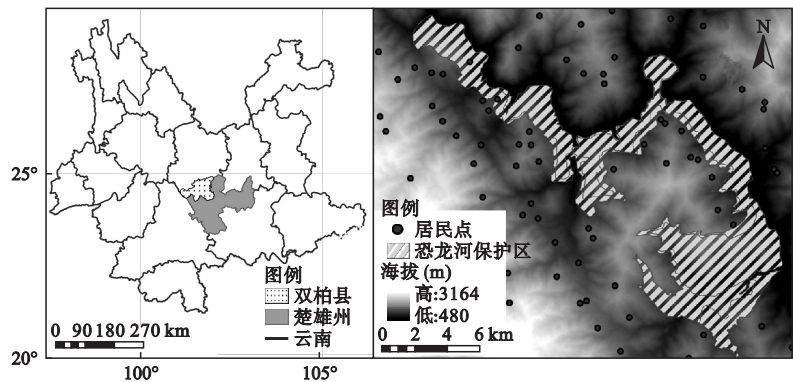 25°
20°
100°
105°
图例
双柏县
楚雄州
云南
0 90 180 270 km
N
图例
居民点
恐龙河保护区
海拔 (m)
高:3164
低:480
0 2 4 6 km